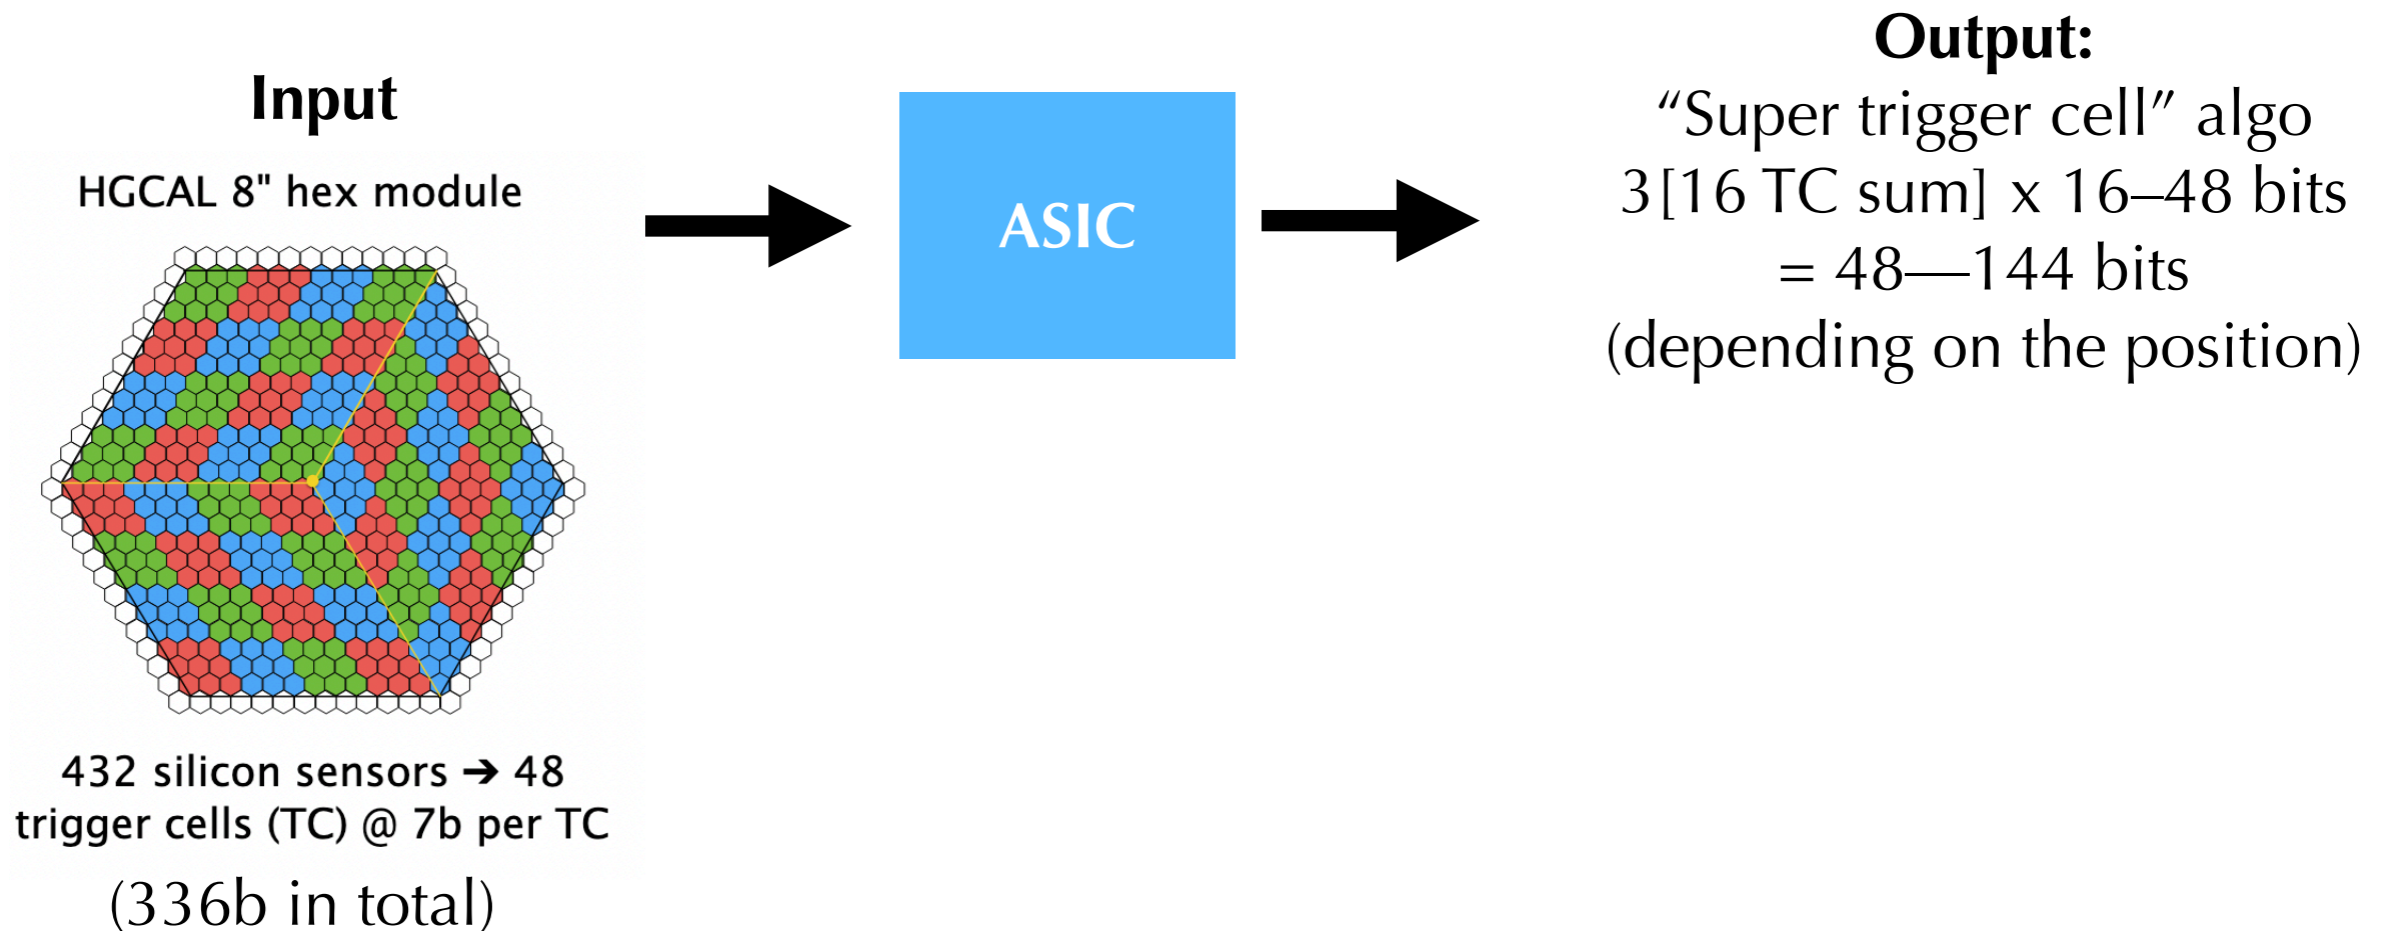 Input
HGCAL 8" hex module
432 silicon sensors ➔ 48
trigger cells (TC) @ 7b per TC
(336b in total)
ASIC
Output:
“Super trigger cell” algo
3[16 TC sum] x 16–48 bits
= 48—144 bits
(depending on the position)